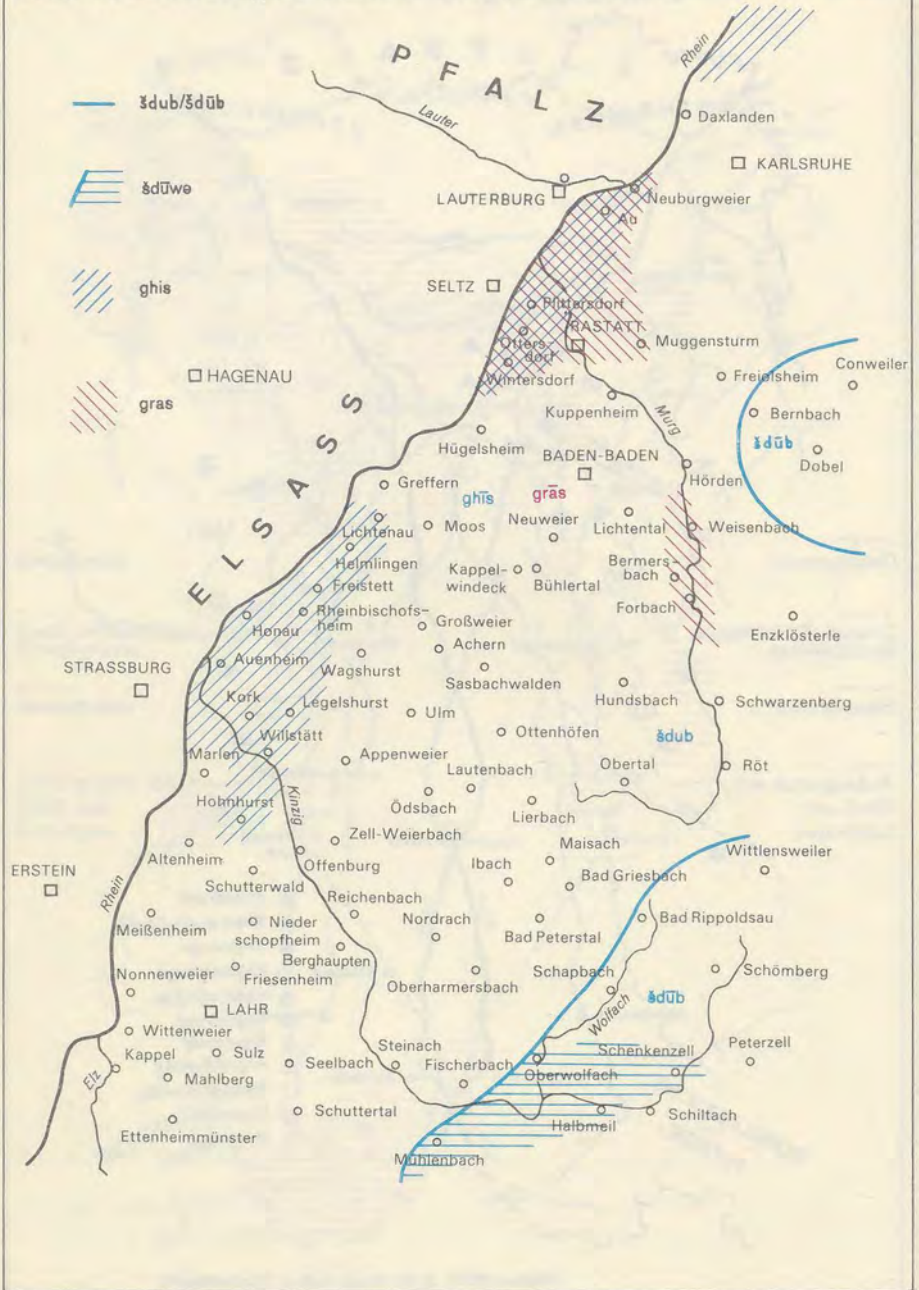 PFALZ
Rhein
Lauter
Daxlanden
KARLSRUHE
LAUTERBURG
Neuburgweier
Au
šdub/šdūb
šdūwe
ghis
gras
SELTZ
Plittersdorf
RASTATT
Otters-
dorf
Muggensturm
Wintersdorf
HAGENAU
Freiolsheim
Conweiler
Kuppenheim
Murg
Bernbach
šdūb
Dobel
Hügelsheim
BADEN-BADEN
Hörden
ELSASS
Greffern
ghīs
grās
Lichtenau
Moos
Neuweier
Lichtental
Weisenbach
Helmlingen
Kappel-
windeck
Bühlertal
Bermers-
bach
Freistett
Forbach
Rheinbischofs-
heim
Honau
Großweier
Enzklösterle
Achern
STRASSBURG
Auenheim
Wagshurst
Sasbachwalden
Kork
Legelshurst
Ulm
Hundsbach
Schwarzenberg
Willstätt
Ottenhöfen
šdub
Marlen
Appenweier
Lautenbach
Obertal
Röt
Kinzig
Ödsbach
Lierbach
Hohnhurst
Zell-Weierbach
Maisach
Altenheim
Offenburg
Ibach
Wittlensweiler
ERSTEIN
Schutterwald
Bad Griesbach
Rhein
Reichenbach
Meißenheim
Nieder
schopfheim
Nordrach
Bad Peterstal
Bad Rippoldsau
Berghaupten
Nonnenweier
Friesenheim
Oberharmersbach
Schapbach
Schömberg
LAHR
Wolfach
šdūb
Wittenweier
Kappel
Sulz
Seelbach
Steinach
Fischerbach
Oberwolfach
Schenkenzell
Peterzell
Elz
Mahlberg
Schuttertal
Halbmeil
Schiltach
Ettenheimmünster
Mühlenbach